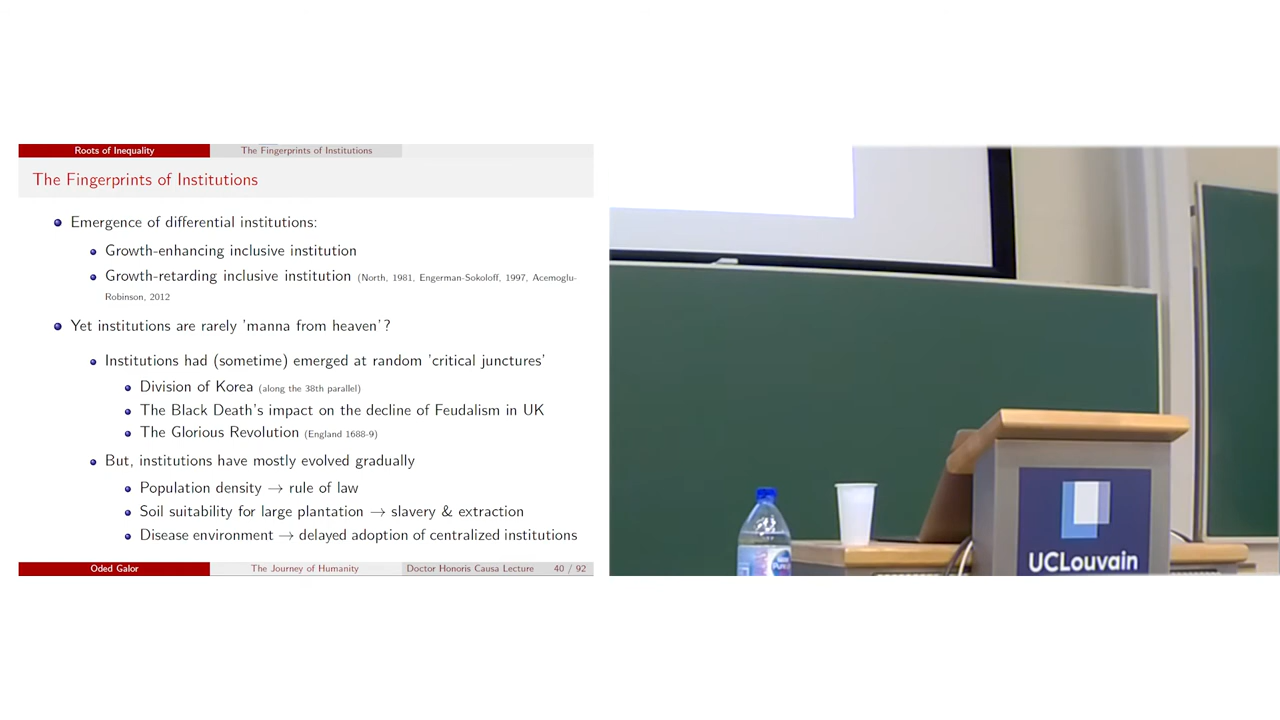 Roots of Inequality
The Fingerprints of Institutions
The Fingerprints of Institutions
Emergence of differential institutions:
Growth-enhancing inclusive institution
Growth-retarding inclusive institution (North, 1981, Engerman-Sokoloff, 1997, Acemoglu-
Robinson, 2012
Yet institutions are rarely 'manna from heaven'?
Institutions had (sometime) emerged at random 'critical junctures'
Division of Korea (along the 38th parallel)
The Black Death's impact on the decline of Feudalism in UK
The Glorious Revolution (England 1688-9)
But, institutions have mostly evolved gradually
Population density → rule of law
Soil suitability for large plantation → slavery & extraction
Disease environment → delayed adoption of centralized institutions
Oded Galor
The Journey of Humanity
Doctor Honoris Causa Lecture 40 / 92
UCLouvain